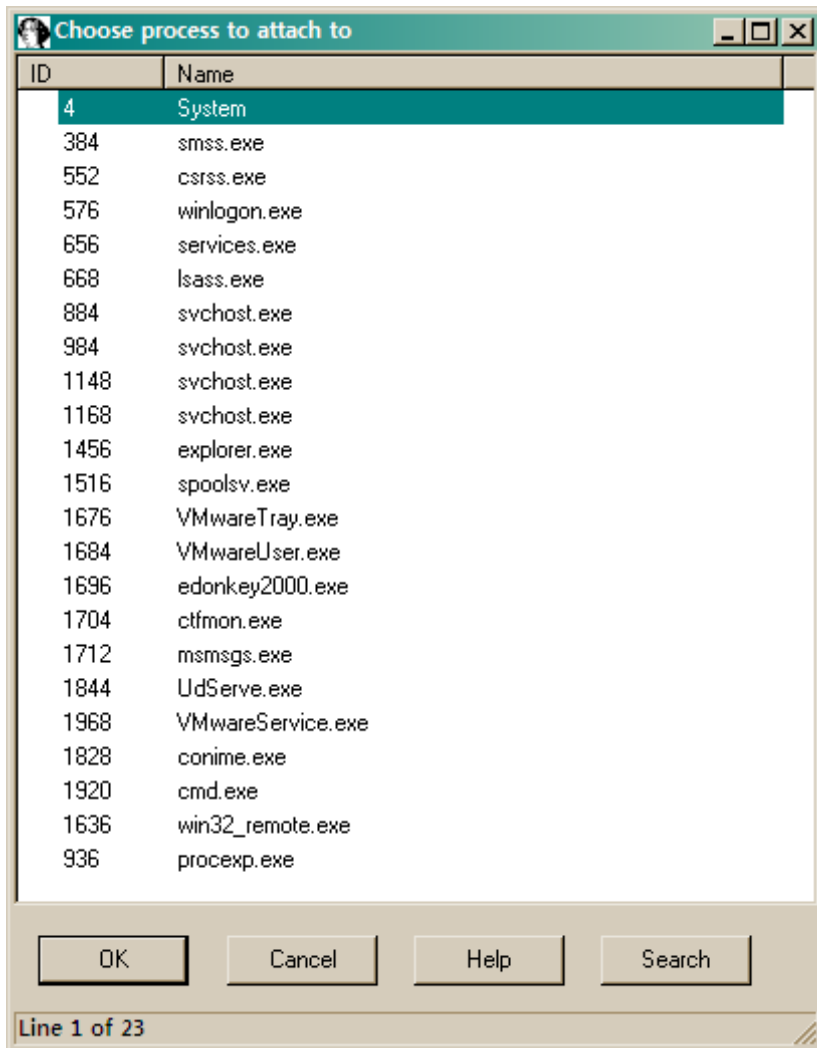 Choose process to attach to
ID Name
4 System
384 smss.exe
552 csrss.exe
576 winlogon.exe
656 services.exe
668 lsass.exe
884 svchost.exe
984 svchost.exe
1148 svchost.exe
1168 svchost.exe
1456 explorer.exe
1516 spoolsv.exe
1676 VMwareTray.exe
1684 VMwareUser.exe
1696 edonkey2000.exe
1704 ctfmon.exe
1712 msmsgs.exe
1844 UdServe.exe
1968 VMwareService.exe
1828 conime.exe
1920 cmd.exe
1636 win32_remote.exe
936 procexp.exe
OK Cancel Help Search
Line 1 of 23